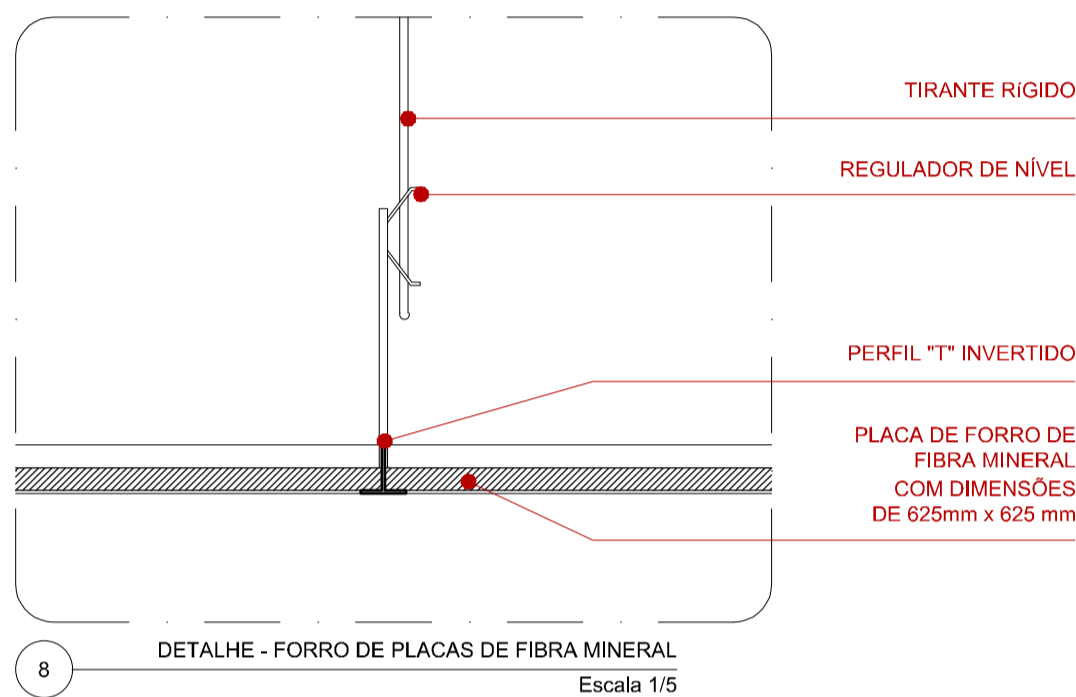 TIRANTE RíGIDO
REGULADOR DE NÍVEL
PERFIL "T" INVERTIDO
PLACA DE FORRO DE
FIBRA MINERAL
COM DIMENSÕES
DE 625mm x 625 mm
8
DETALHE - FORRO DE PLACAS DE FIBRA MINERAL
Escala 1/5